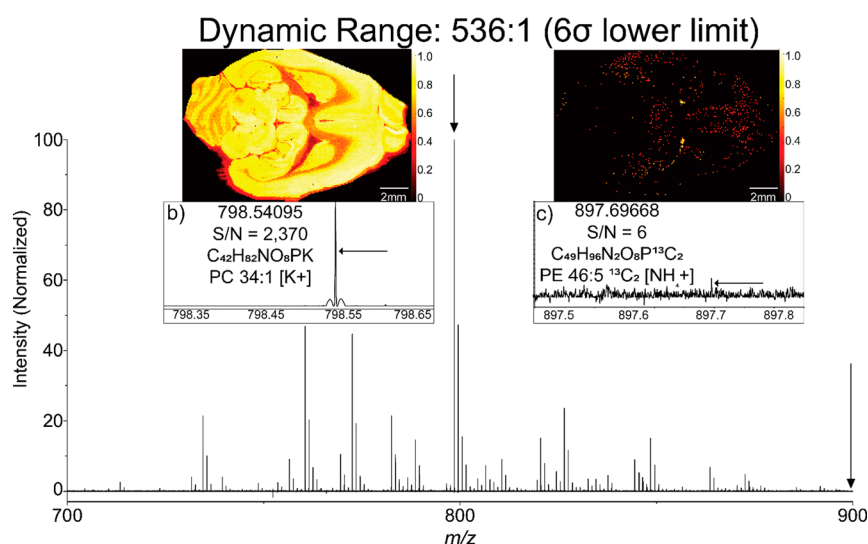 Dynamic Range: 536:1 (6σ lower limit)
1.0
0.8
0.6
0.4
0.2
0
2mm
1.0
0.8
0.6
0.4
0.2
0
2mm
b)
798.54095
S/N = 2,370
C₄₂H₈₂NO₈PK
PC 34:1 [K+]
798.35
798.45
798.55
798.65
c)
897.69668
S/N = 6
C₄₉H₉₆N₂O₈P¹³C₂
PE 46:5 ¹³C₂ [NH₄+]
897.5
897.6
897.7
897.8
Intensity (Normalized)
100
80
60
40
20
0
700
800
900
m/z